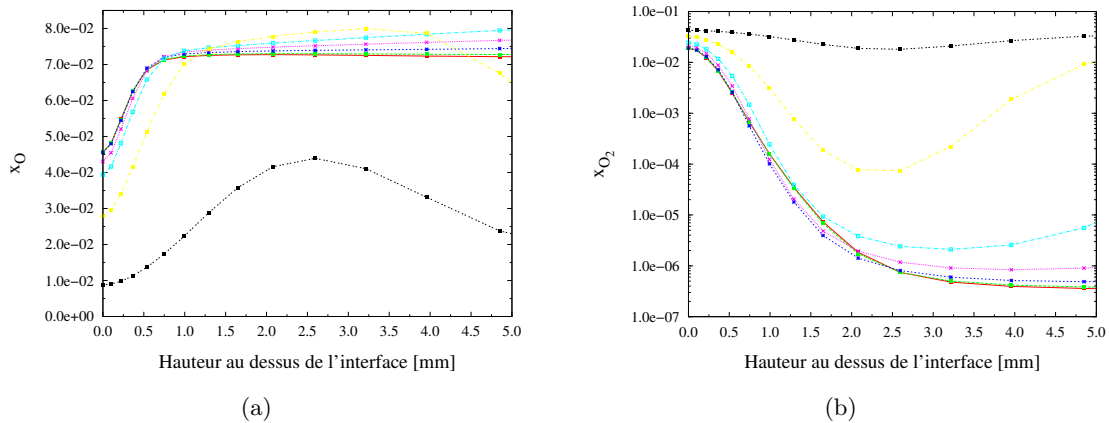 8.0e−02
7.0e−02
6.0e−02
5.0e−02
4.0e−02
3.0e−02
2.0e−02
1.0e−02
0.0e+00
xO
0.0 0.5 1.0 1.5 2.0 2.5 3.0 3.5 4.0 4.5 5.0
Hauteur au dessus de l’interface [mm]
(a)
1.0e−01
1.0e−02
1.0e−03
1.0e−04
1.0e−05
1.0e−06
1.0e−07
xO2
0.0 0.5 1.0 1.5 2.0 2.5 3.0 3.5 4.0 4.5 5.0
Hauteur au dessus de l’interface [mm]
(b)